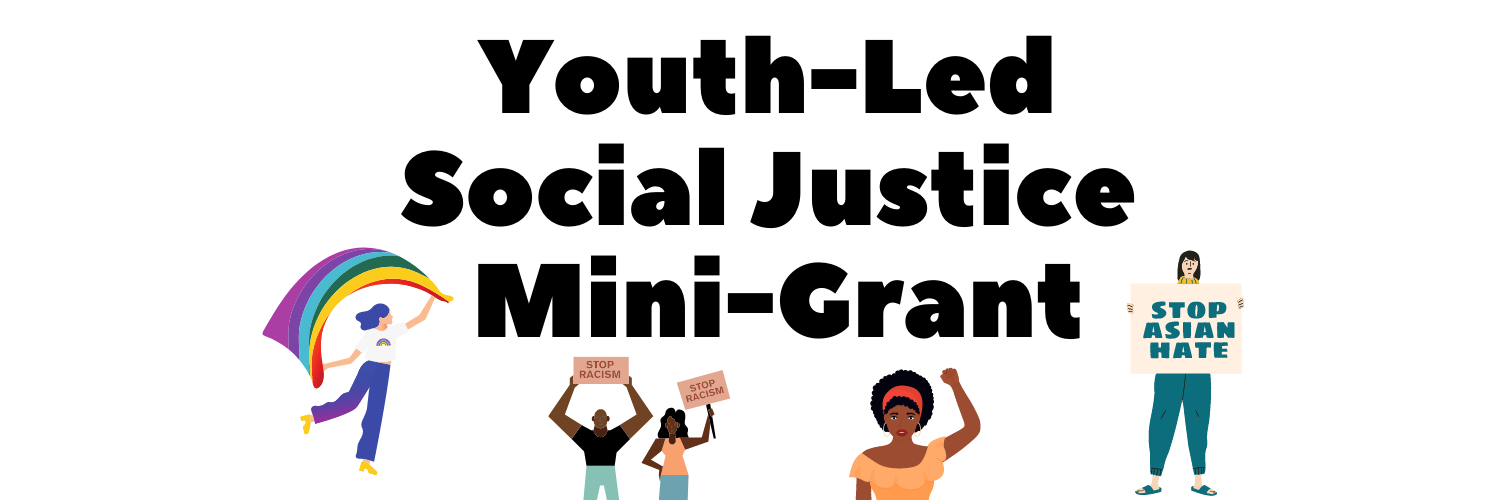 Youth-Led
Social Justice
Mini-Grant
STOP
ASIAN
HATE
STOP
RACISM
STOP
RACISM